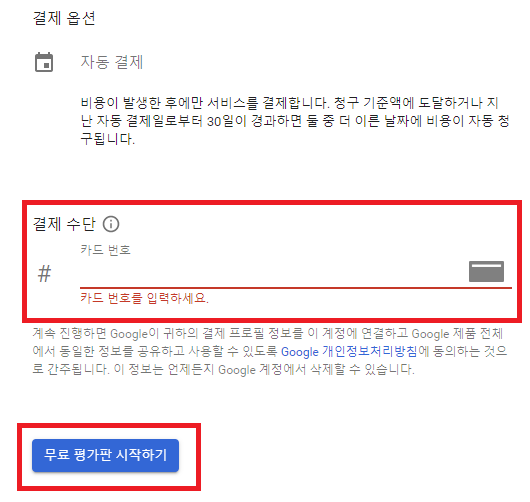 결제 옵션
자동 결제
비용이 발생한 후에만 서비스를 결제합니다. 청구 기준액에 도달하거나 지
난 자동 결제일로부터 30일이 경과하면 둘 중 더 이른 날짜에 비용이 자동 청
구됩니다.
결제 수단
카드 번호
#
카드 번호를 입력하세요.
계속 진행하면 Google이 귀하의 결제 프로필 정보를 이 계정에 연결하고 Google 제품 전체
에서 동일한 정보를 공유하고 사용할 수 있도록 Google 개인정보처리방침에 동의하는 것으
로 간주됩니다. 이 정보는 언제든지 Google 계정에서 삭제할 수 있습니다.
무료 평가판 시작하기